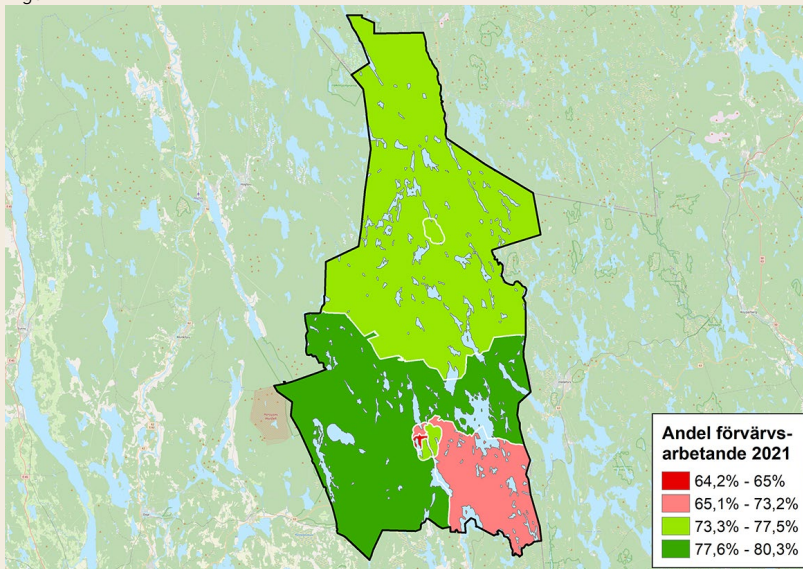 Andel förvärvs-
arbetande 2021
64,2% - 65%
65,1% - 73,2%
73,3% - 77,5%
77,6% - 80,3%